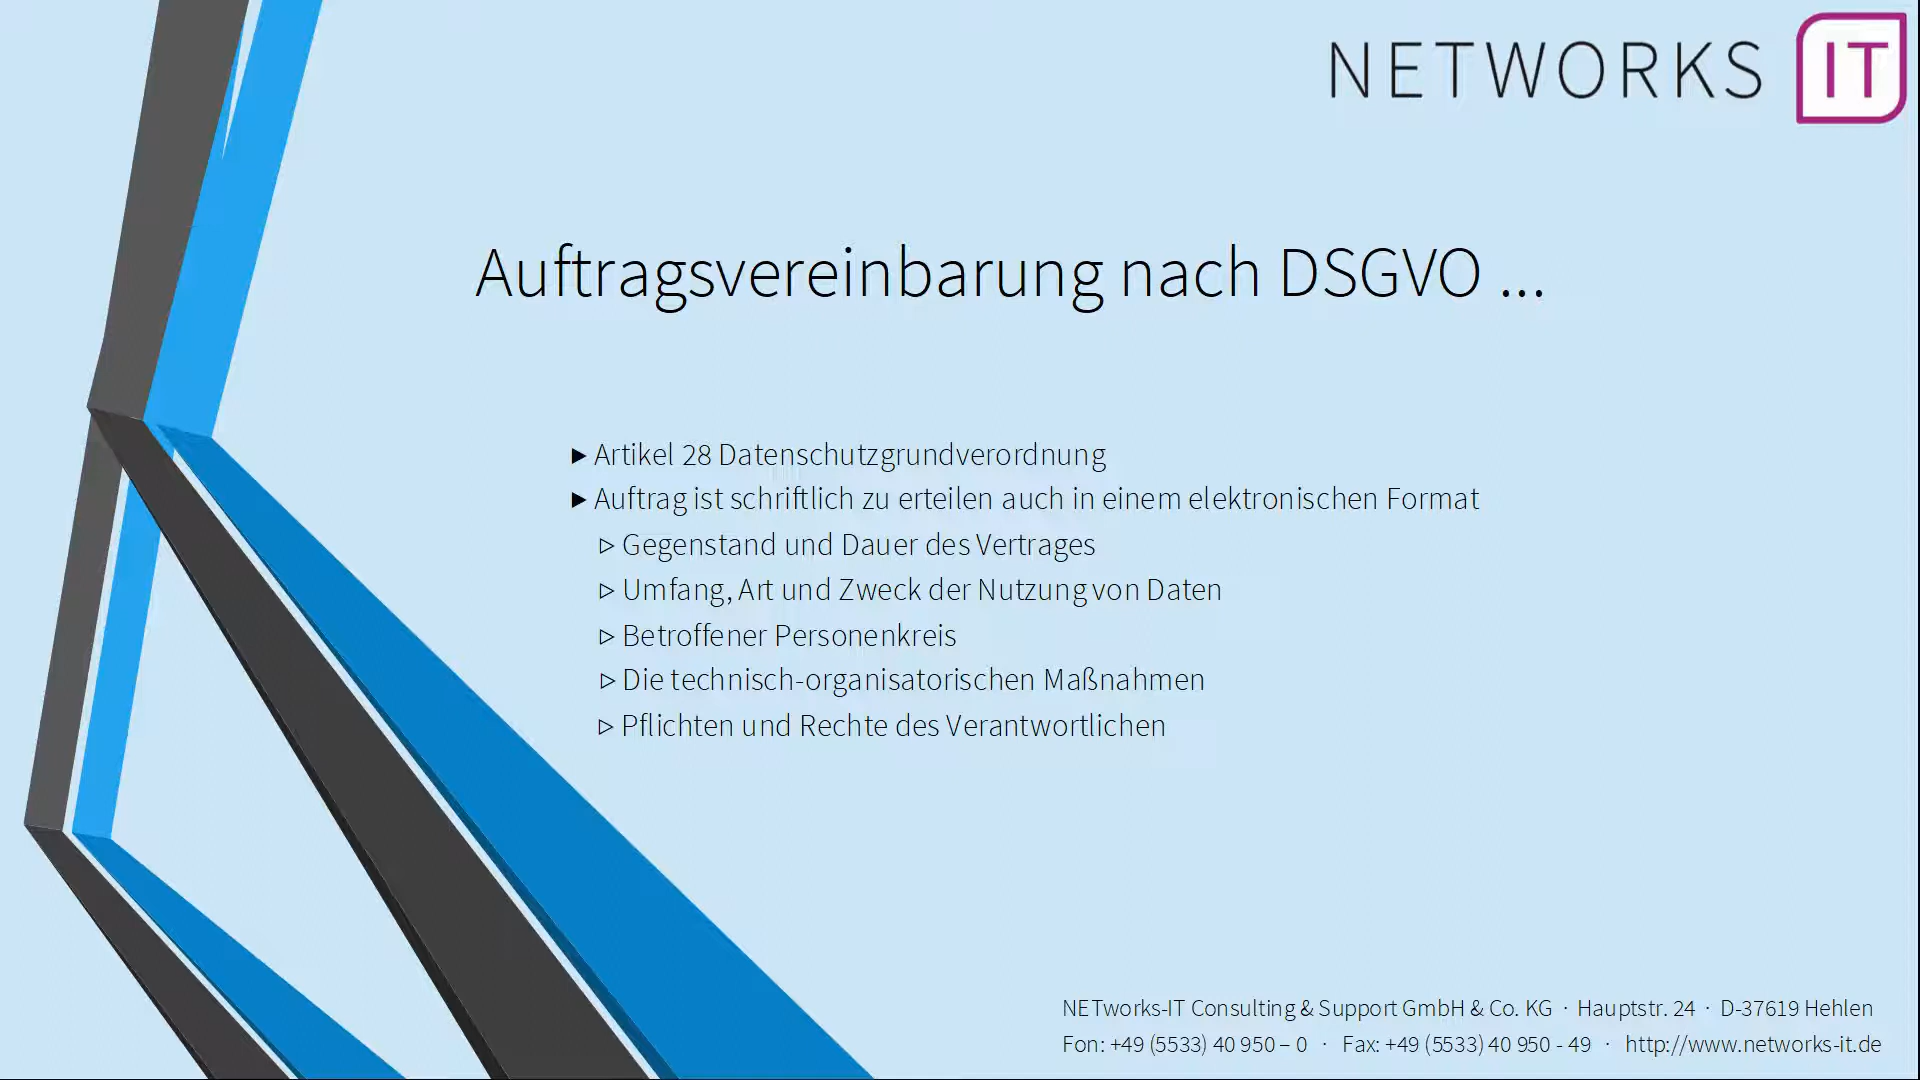 NETWORKS IT
Auftragsvereinbarung nach DSGVO ...
▶ Artikel 28 Datenschutzgrundverordnung
▶ Auftrag ist schriftlich zu erteilen auch in einem elektronischen Format
▷ Gegenstand und Dauer des Vertrages
▷ Umfang, Art und Zweck der Nutzung von Daten
▷ Betroffener Personenkreis
▷ Die technisch-organisatorischen Maßnahmen
▷ Pflichten und Rechte des Verantwortlichen
NETworks-IT Consulting & Support GmbH & Co. KG · Hauptstr. 24 · D-37619 Hehlen
Fon: +49 (5533) 40 950 – 0 · Fax: +49 (5533) 40 950 - 49 · http://www.networks-it.de